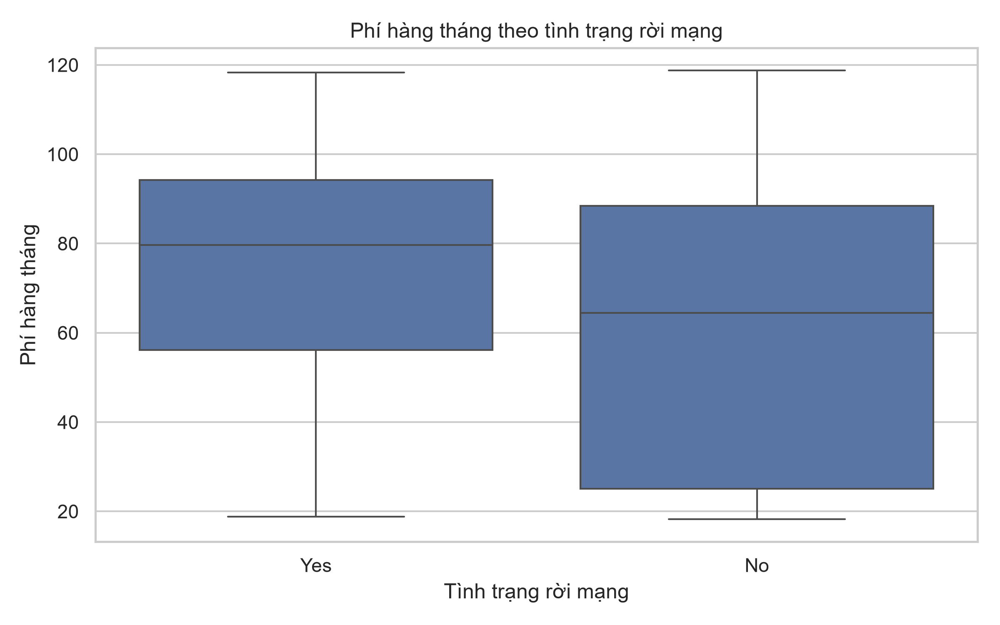 Phí hàng tháng theo tình trạng rời mạng
120
100
80
60
40
20
Phí hàng tháng
Yes
No
Tình trạng rời mạng